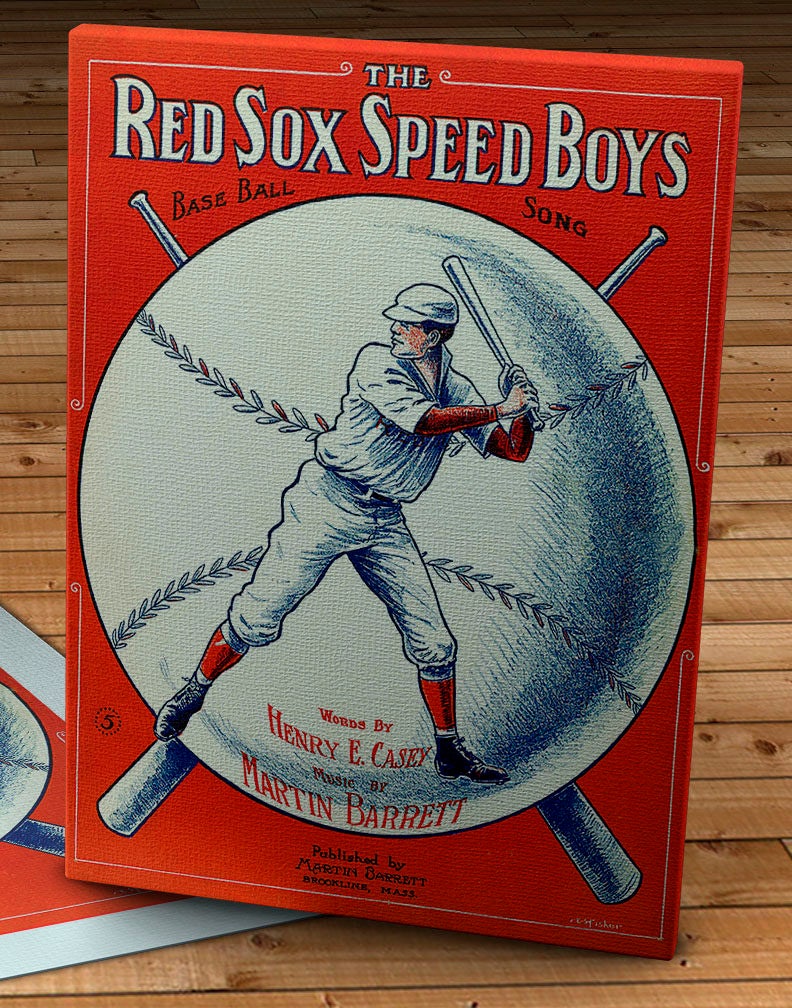 THE
RED SOX SPEED BOYS
BASE BALL SONG
5
WORDS BY
HENRY E. CASEY
MUSIC BY
MARTIN BARRETT
Published by
MARTIN BARRETT
BROOKLINE, MASS.